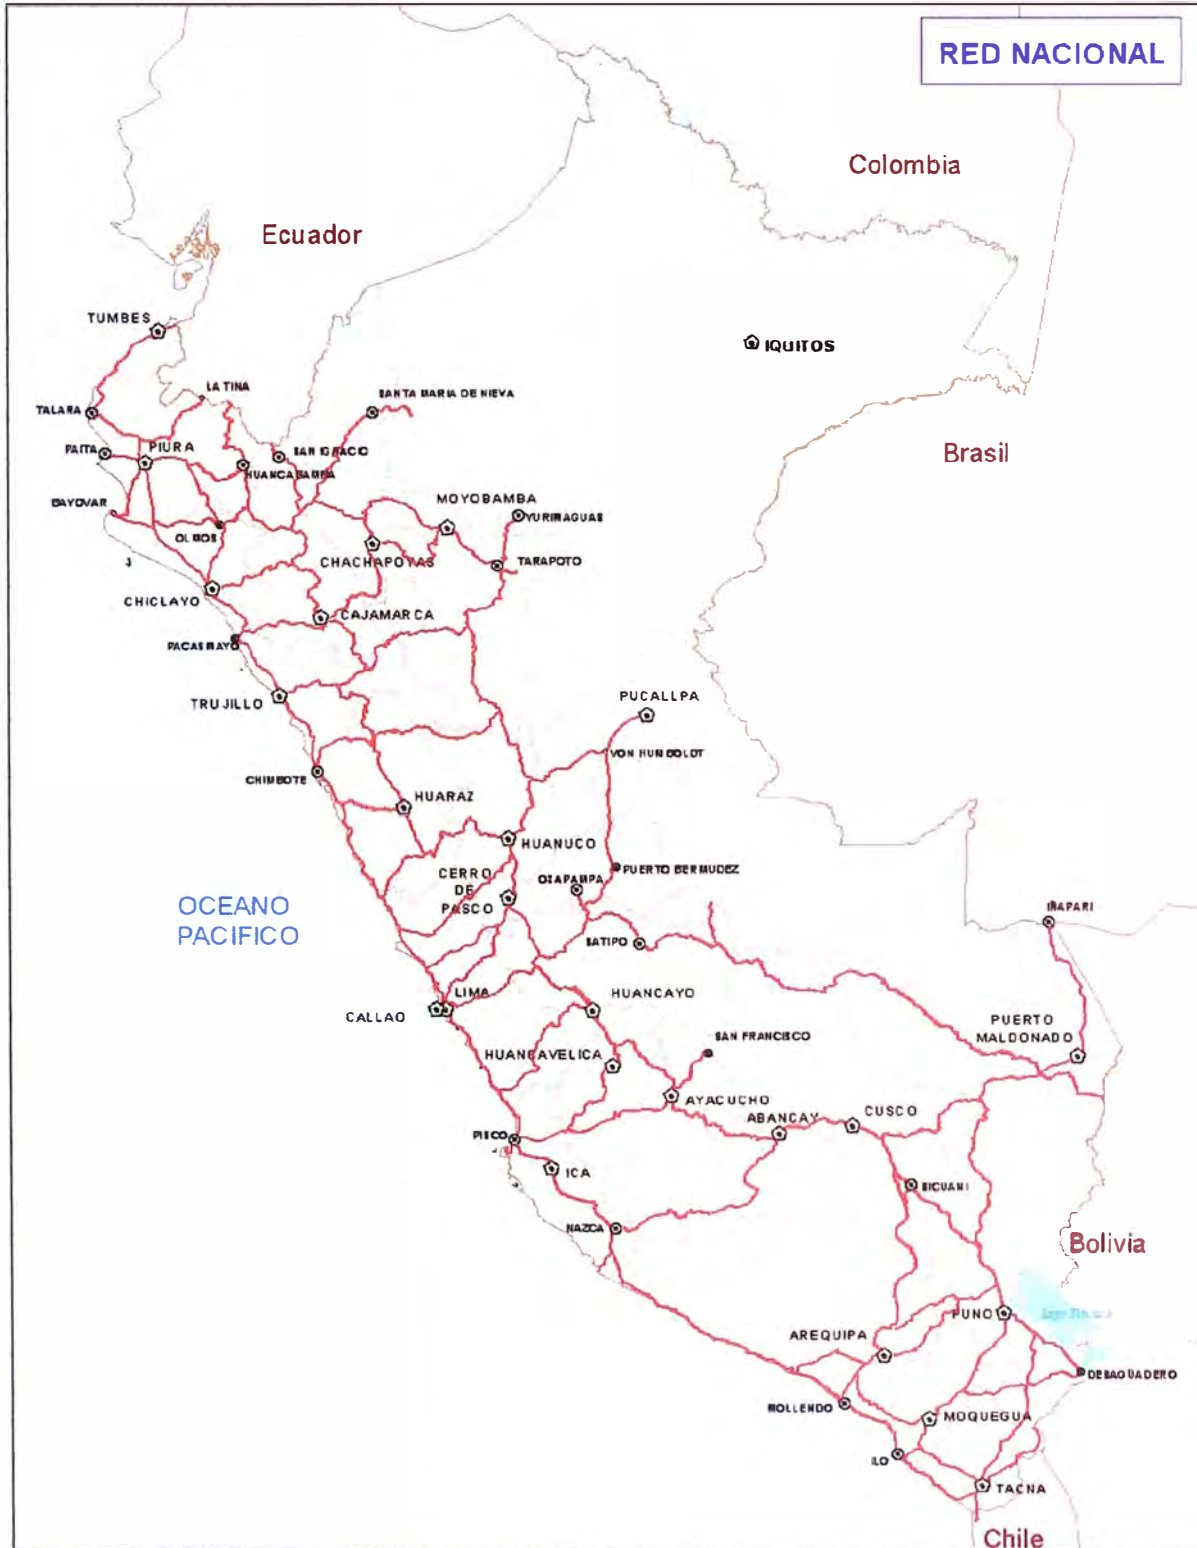 RED NACIONAL
Colombia
Ecuador
TUMBES
IQUITOS
LA TINA
SANTA MARIA DE NIEVA
TALARA
Brasil
PAITA
PIURA
SAN IGNACIO
HUANCABAMBA
BAYOVAR
MOYOBAMBA
YURIMAGUAS
OLMOS
CHACHAPOYAS
TARAPOTO
CHICLAYO
CAJAMARCA
PACASMAYO
TRUJILLO
PUCALLPA
VON HUMBOLDT
CHIMBOTE
HUARAZ
HUANUCO
CERRO
DE
PASCO
OXAPAMPA
PUERTO BERMUDEZ
OCEANO
PACIFICO
IÑAPARI
SATIPO
LIMA
HUANCAYO
CALLAO
PUERTO
MALDONADO
SAN FRANCISCO
HUANCAVELICA
AYACUCHO
ABANCAY
CUSCO
PISCO
ICA
SICUANI
NAZCA
Bolivia
PUNO
AREQUIPA
DESAGUADERO
MOLLENDO
MOQUEGUA
ILO
TACNA
Chile